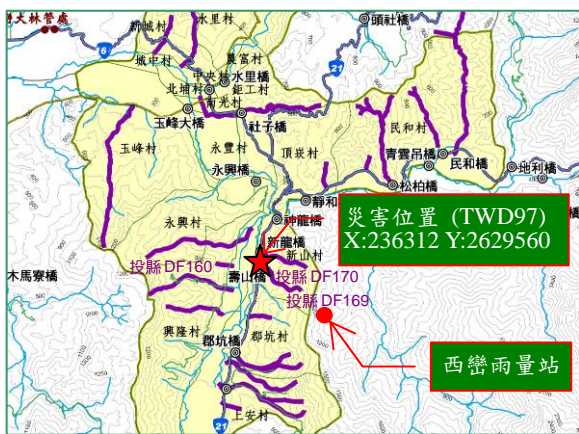 大林管處
水里村
新城村
頭社橋
16
城中村
農富村
21
中央村
水里橋
北埔村
鉅工村
南光村
玉峰大橋
社子橋
民和村
玉峰村
永豐村
頂崁村
青雲吊橋
民和橋
地利橋
永興橋
松柏橋
靜和
神龍橋
災害位置 (TWD97)
X:236312 Y:2629560
永興村
新龍橋
新山村
木馬寮橋
投縣DF160
壽山橋
投縣DF170
投縣DF169
興隆村
郡坑村
郡坑橋
西巒雨量站
上安村
21